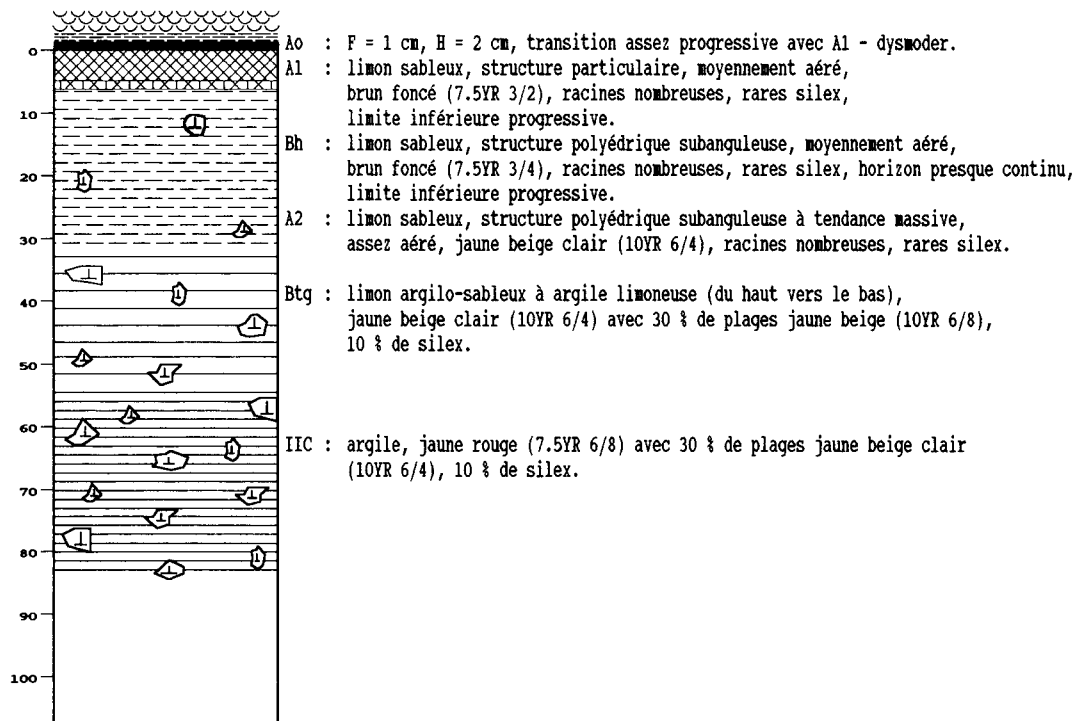 Ao : F = 1 cm, H = 2 cm, transition assez progressive avec A1 - dysmoder.
A1 : limon sableux, structure particulaire, moyennement aéré,
brun foncé (7.5YR 3/2), racines nombreuses, rares silex,
limite inférieure progressive.
Bh : limon sableux, structure polyédrique subanguleuse, moyennement aéré,
brun foncé (7.5YR 3/4), racines nombreuses, rares silex, horizon presque continu,
limite inférieure progressive.
A2 : limon sableux, structure polyédrique subanguleuse à tendance massive,
assez aéré, jaune beige clair (10YR 6/4), racines nombreuses, rares silex.
Btg : limon argilo-sableux à argile limoneuse (du haut vers le bas),
jaune beige clair (10YR 6/4) avec 30 % de plages jaune beige (10YR 6/8),
10 % de silex.
IIC : argile, jaune rouge (7.5YR 6/8) avec 30 % de plages jaune beige clair
(10YR 6/4), 10 % de silex.
0
10
20
30
40
50
60
70
80
90
100